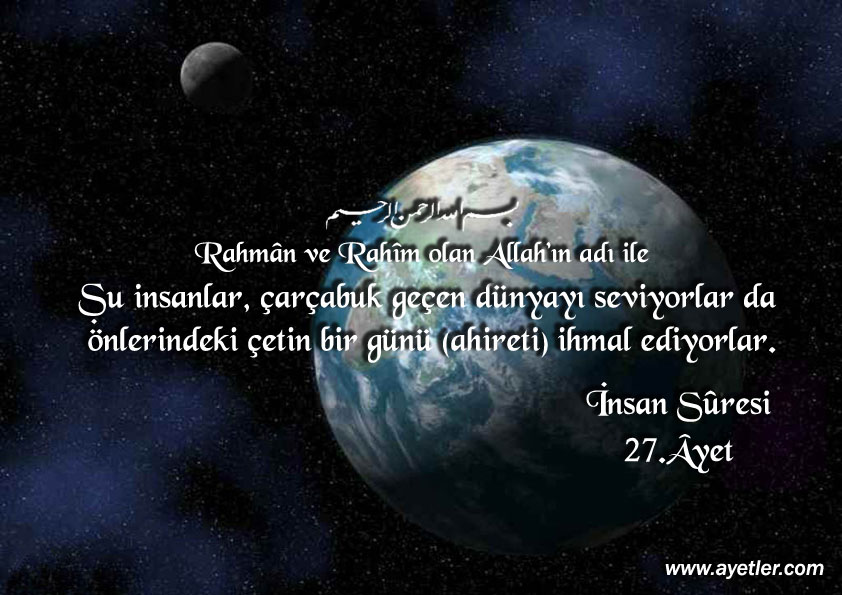 بسم الله الرحمن الرحيم
Rahmân ve Rahîm olan Allah'ın adı ile
Şu insanlar, çarçabuk geçen dünyayı seviyorlar da
önlerindeki çetin bir günü (ahireti) ihmal ediyorlar.
İnsan Sûresi
27.Âyet
www.ayetler.com